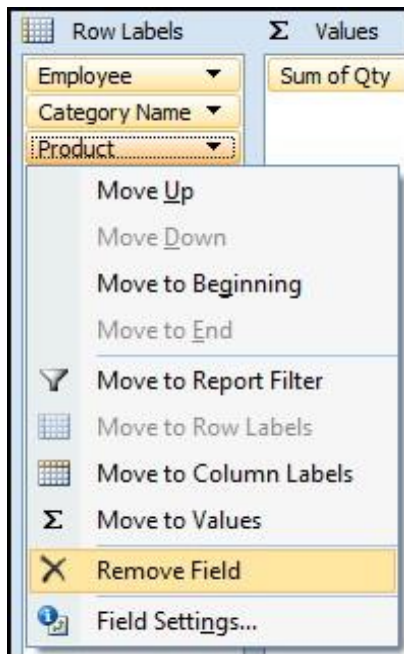 Row Labels
Σ Values
Employee
Sum of Qty
Category Name
Product
Move Up
Move Down
Move to Beginning
Move to End
Move to Report Filter
Move to Row Labels
Move to Column Labels
Σ Move to Values
Remove Field
Field Settings...